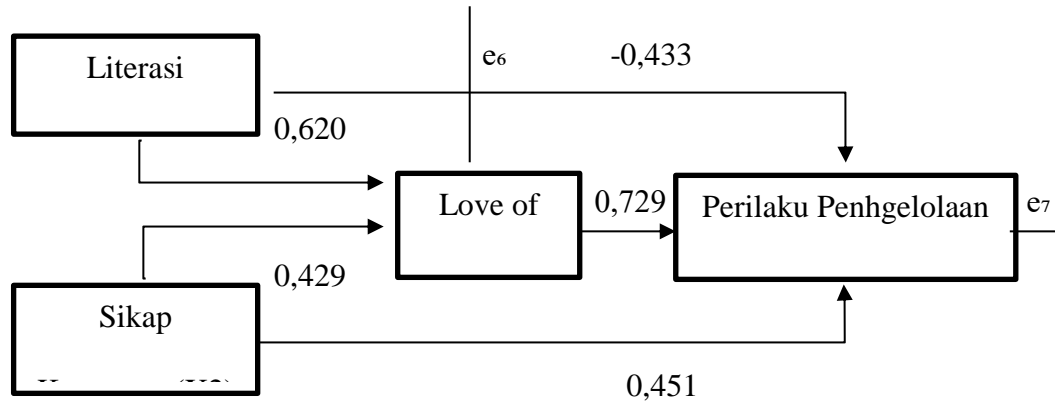 Literasi
e₆
-0,433
0,620
Love of
0,729
Perilaku Penhgelolaan
e₇
0,429
Sikap
0,451